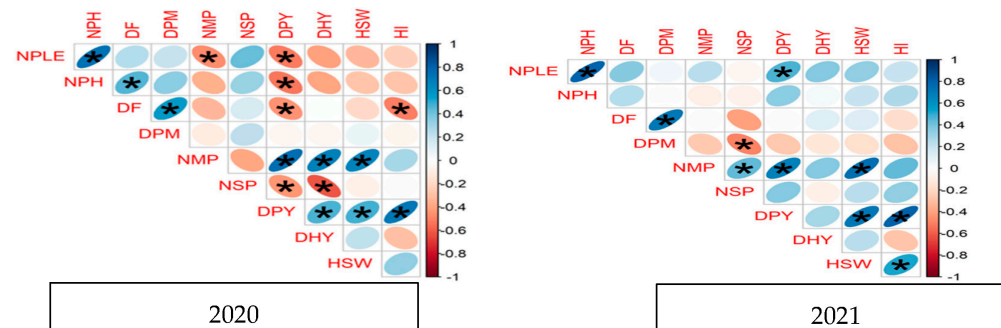 NPH DF DPM NMP NSP DPY DHY HSW HI
NPLE
NPH
DF
DPM
NMP
NSP
DPY
DHY
HSW
1
0.8
0.6
0.4
0.2
0
-0.2
-0.4
-0.6
-0.8
-1
2020
NPH DF DPM NMP NSP DPY DHY HSW HI
NPLE
NPH
DF
DPM
NMP
NSP
DPY
DHY
HSW
1
0.8
0.6
0.4
0.2
0
-0.2
-0.4
-0.6
-0.8
-1
2021